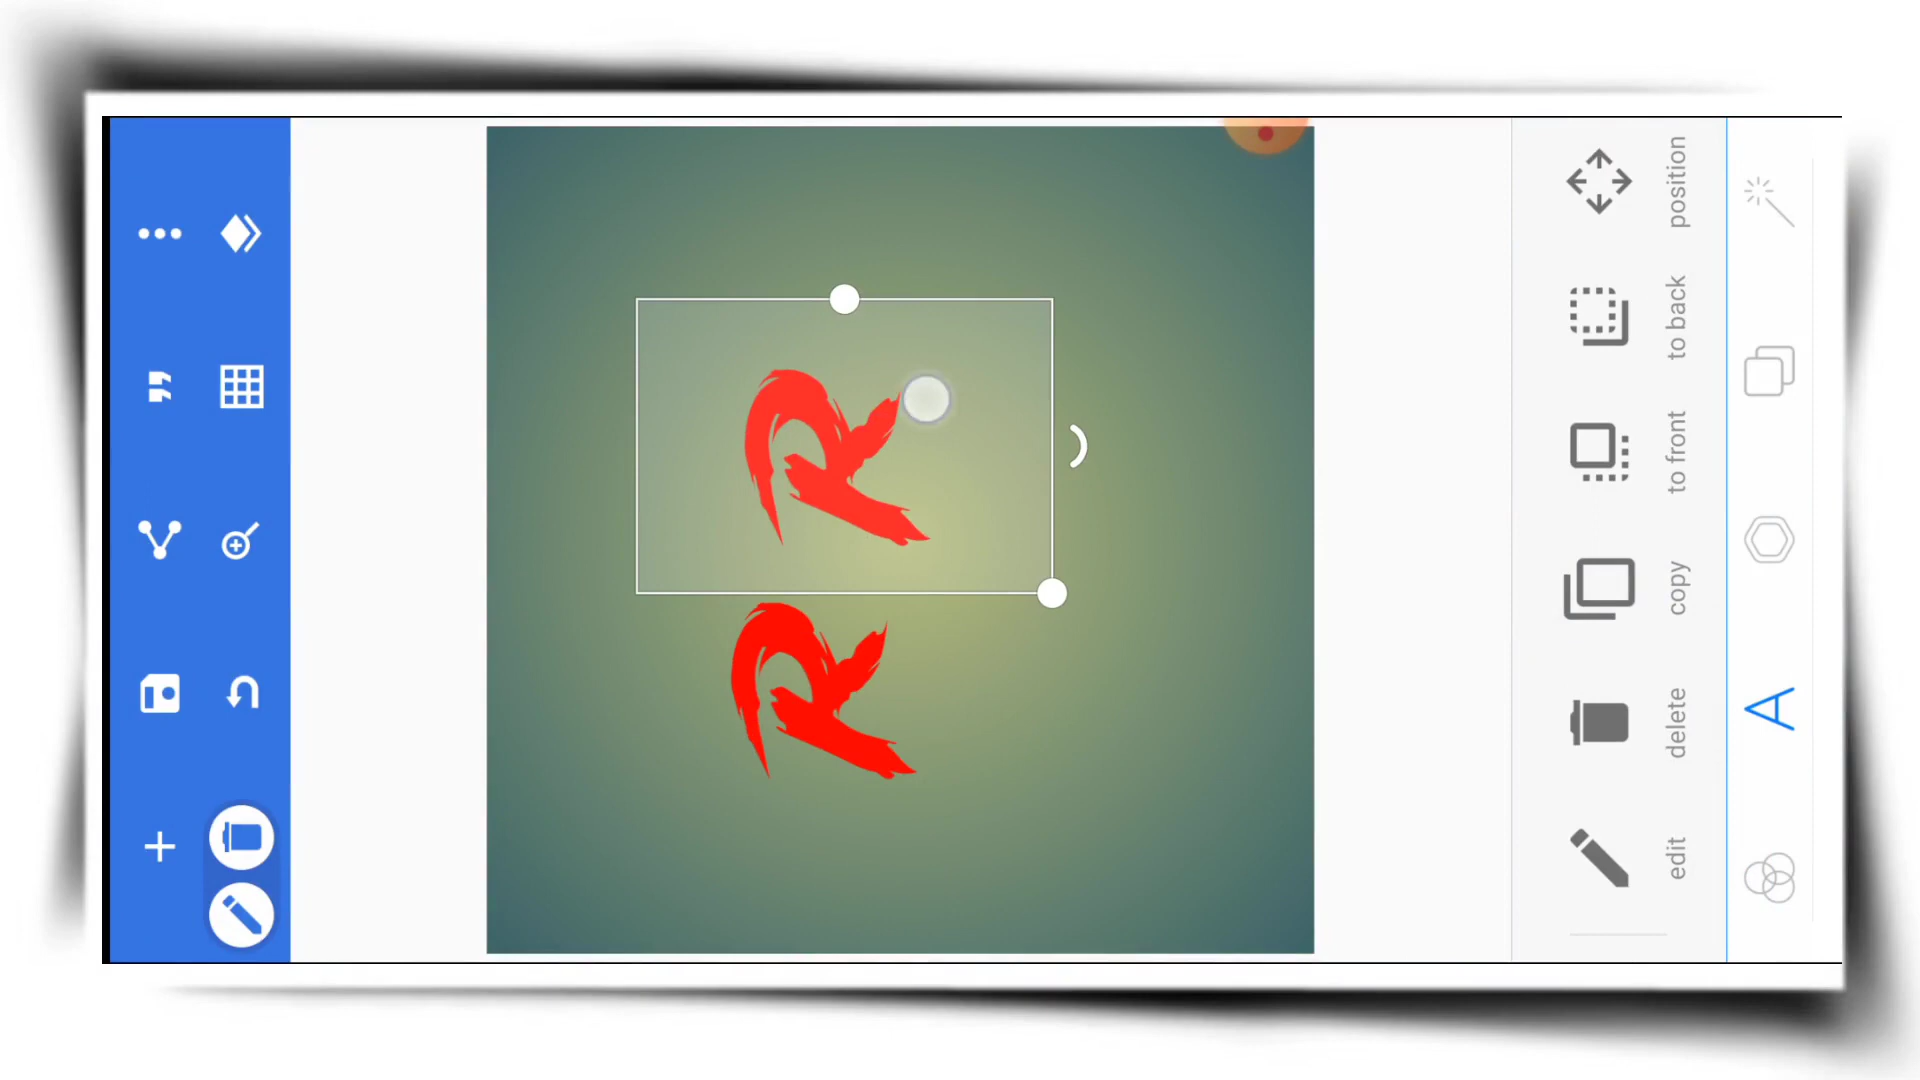 R
R
position
to back
to front
copy
delete
edit
A